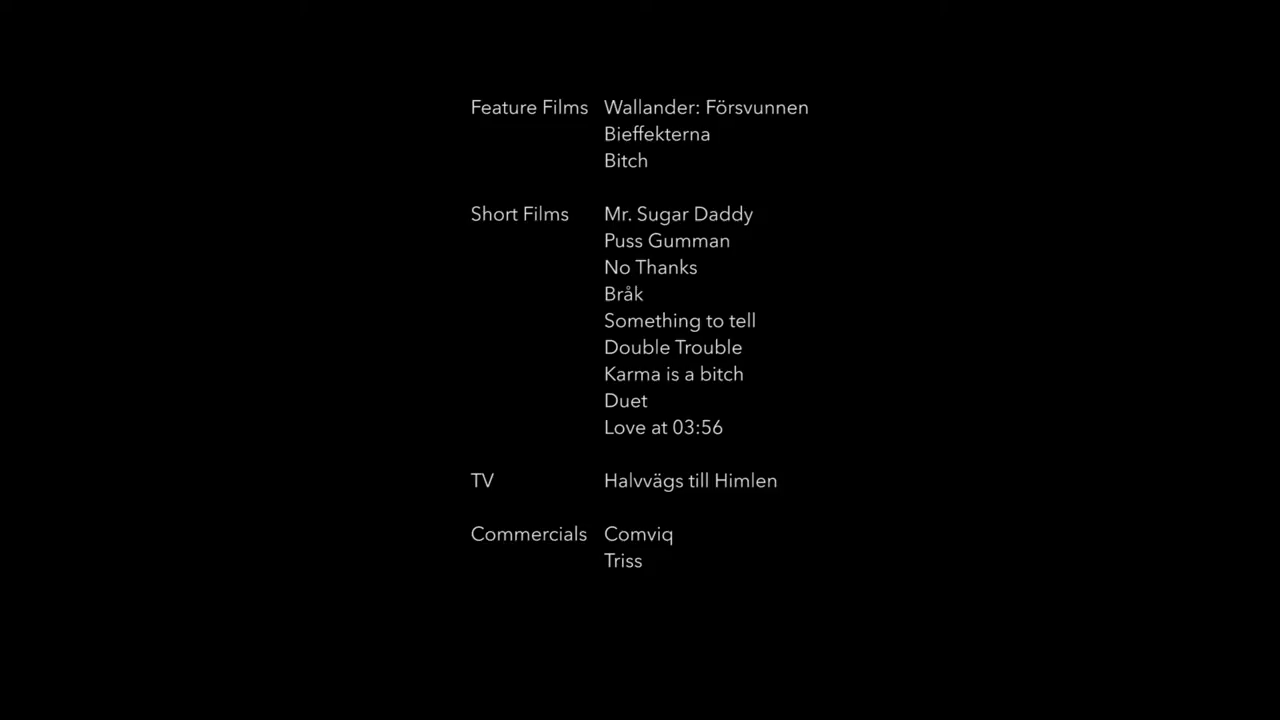 Feature Films Wallander: Försvunnen
Bieffekterna
Bitch
Short Films Mr. Sugar Daddy
Puss Gumman
No Thanks
Bråk
Something to tell
Double Trouble
Karma is a bitch
Duet
Love at 03:56
TV Halvvägs till Himlen
Commercials Comviq
Triss